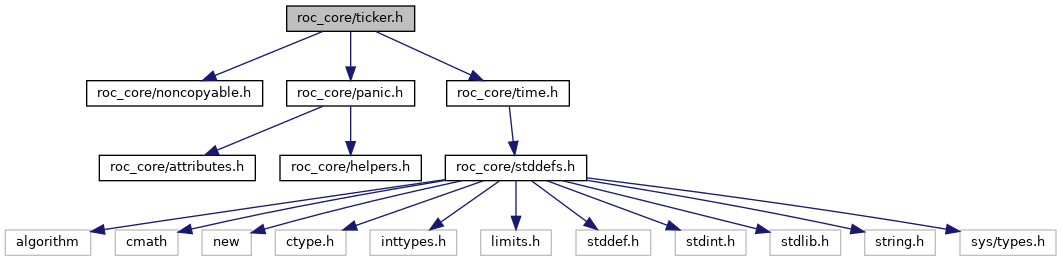 roc_core/ticker.h
roc_core/noncopyable.h
roc_core/panic.h
roc_core/time.h
roc_core/attributes.h
roc_core/helpers.h
roc_core/stddefs.h
algorithm
cmath
new
ctype.h
inttypes.h
limits.h
stddef.h
stdint.h
stdlib.h
string.h
sys/types.h